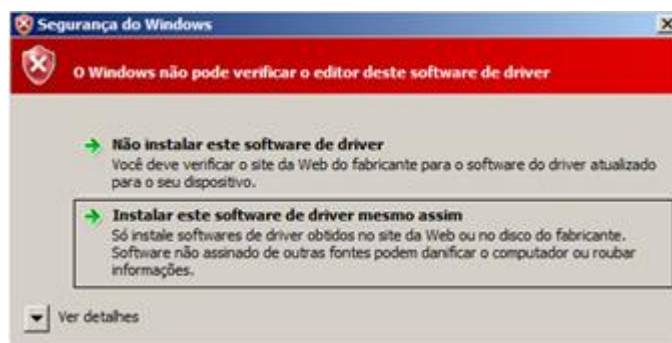 Segurança do Windows
O Windows não pode verificar o editor deste software de driver
Não instalar este software de driver
Você deve verificar o site da Web do fabricante para o software do driver atualizado
para o seu dispositivo.
Instalar este software de driver mesmo assim
Só instale softwares de driver obtidos no site da Web ou no disco do fabricante.
Software não assinado de outras fontes podem danificar o computador ou roubar
informações.
Ver detalhes